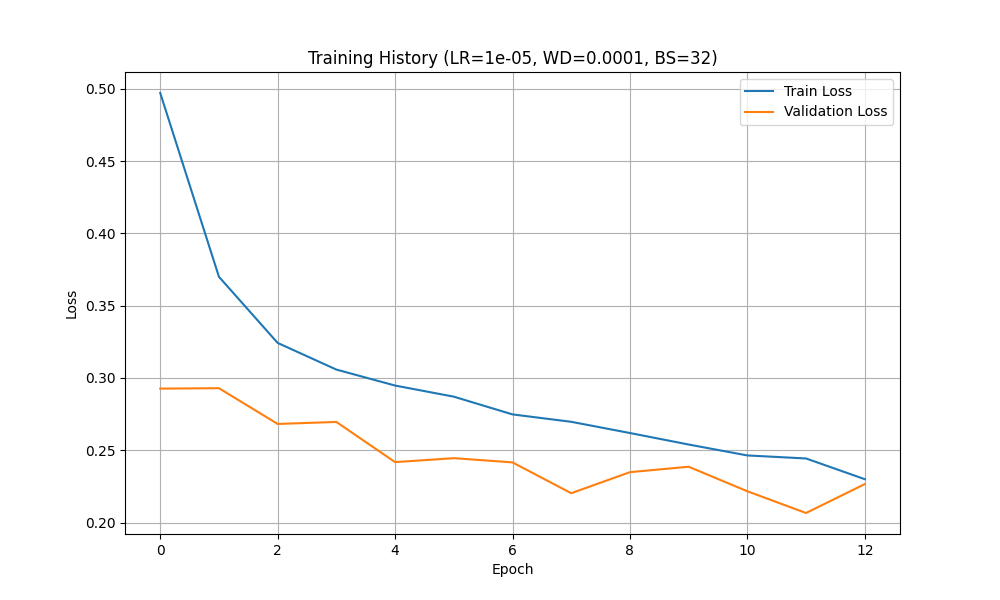 Training History (LR=1e-05, WD=0.0001, BS=32)
Train Loss
Validation Loss
0.50
0.45
0.40
0.35
0.30
0.25
0.20
Loss
0 2 4 6 8 10 12
Epoch